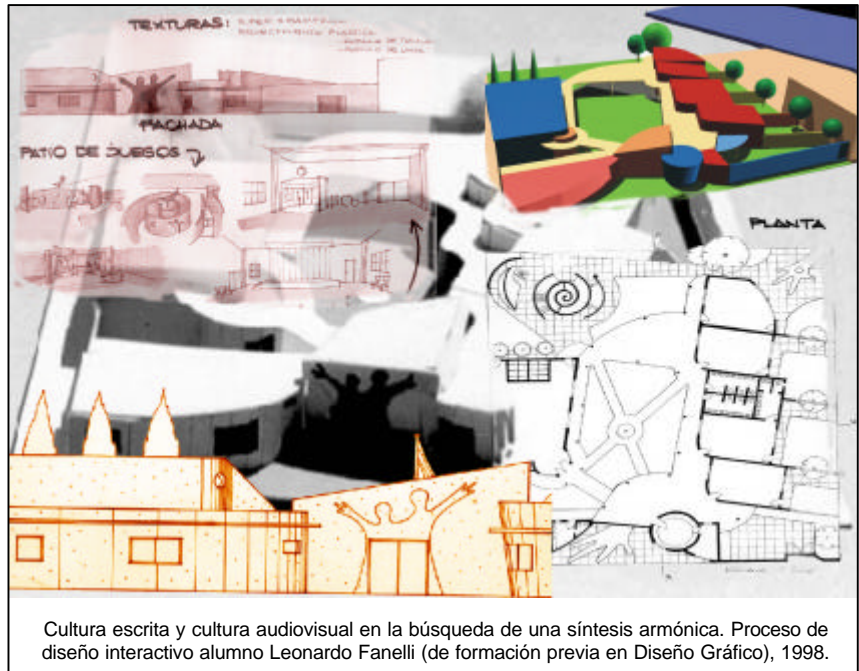 TEXTURAS:
FACHADA
PATIO DE JUEGOS
PLANTA
Cultura escrita y cultura audiovisual en la búsqueda de una síntesis armónica. Proceso de
diseño interactivo alumno Leonardo Fanelli (de formación previa en Diseño Gráfico), 1998.